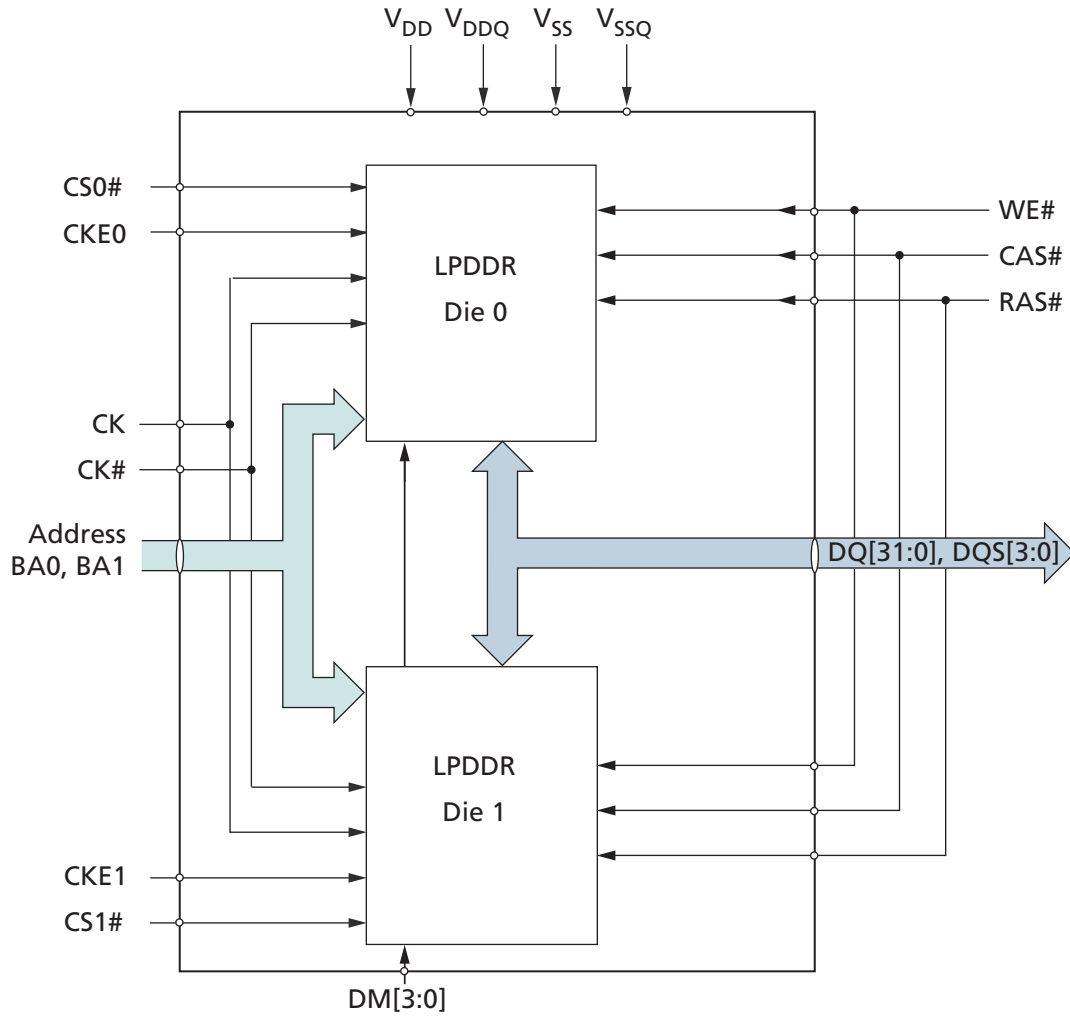 VDD VDDQ VSS VSSQ
CS0#
CKE0
WE#
CAS#
RAS#
LPDDR
Die 0
CK
CK#
Address
BA0, BA1
DQ[31:0], DQS[3:0]
LPDDR
Die 1
CKE1
CS1#
DM[3:0]